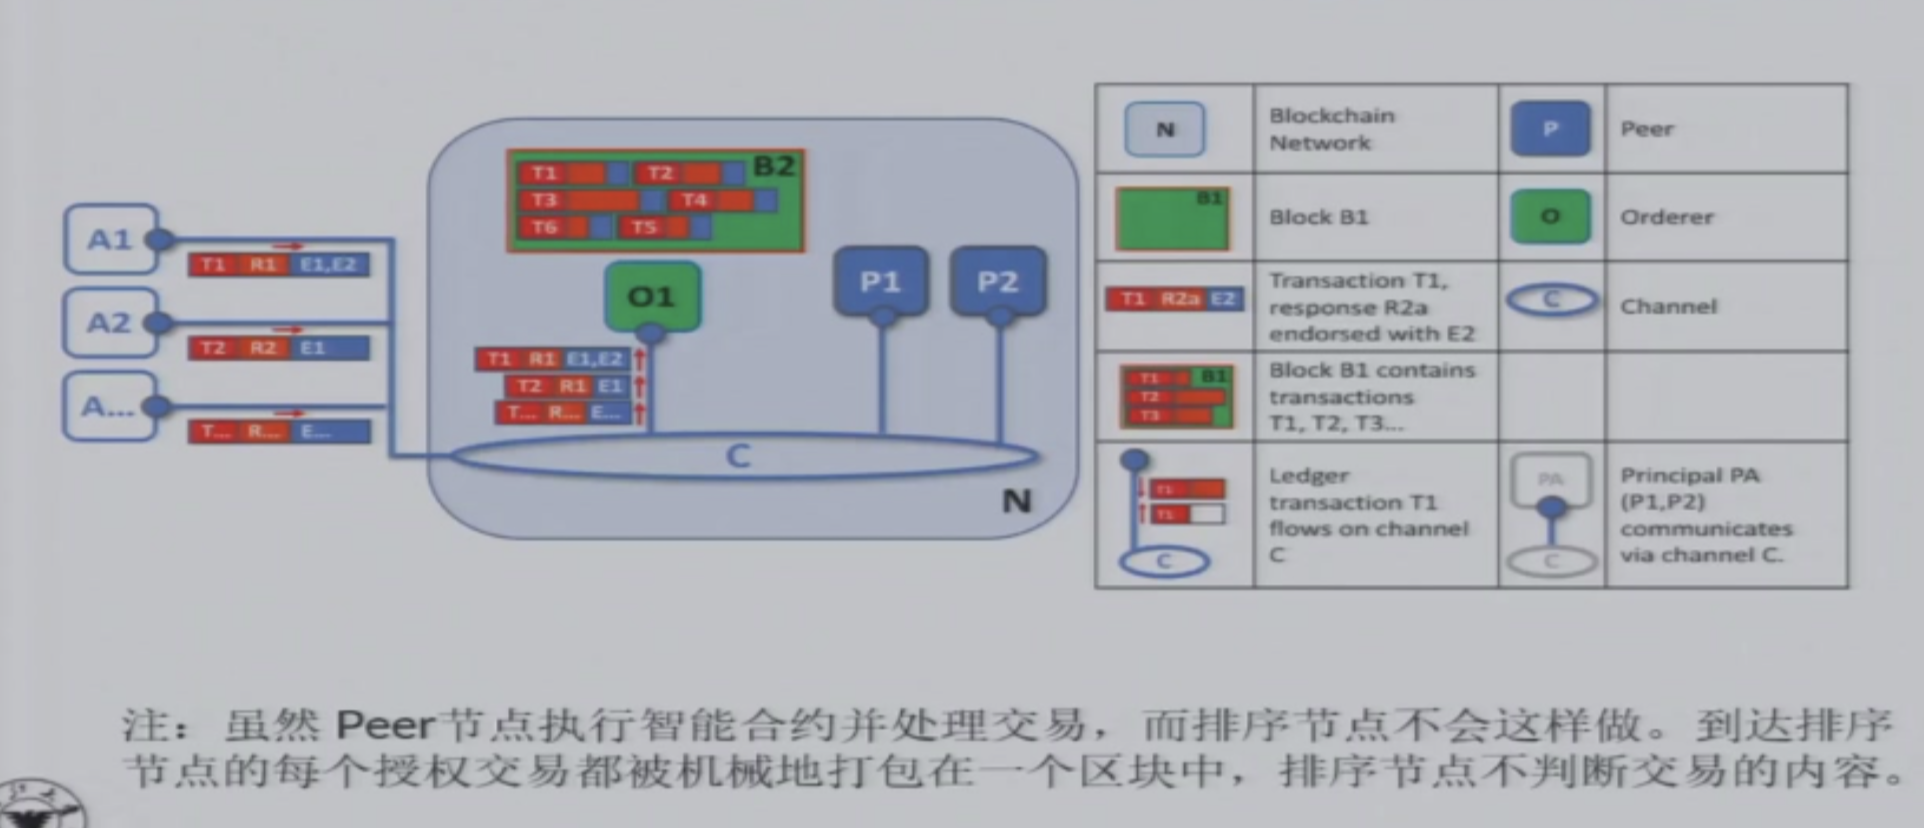 A1
T1 R1 E1,E2
A2
T2 R2 E1
A...
T... R... E...
T1 T2 B2
T3 T4
T6 T5
O1
P1
P2
T1 R1 E1,E2
T2 R1 E1
T... R... E...
C
N
N
Blockchain
Network
P
Peer
B1
Block B1
O
Orderer
T1 R2a E2
Transaction T1,
response R2a
endorsed with E2
C
Channel
T1 B1
T2
T3
Block B1 contains
transactions
T1, T2, T3...
T1
T1
C
Ledger
transaction T1
flows on channel
C
PA
C
Principal PA
(P1,P2)
communicates
via channel C.
注：虽然 Peer节点执行智能合约并处理交易，而排序节点不会这样做。到达排序
节点的每个授权交易都被机械地打包在一个区块中，排序节点不判断交易的内容。